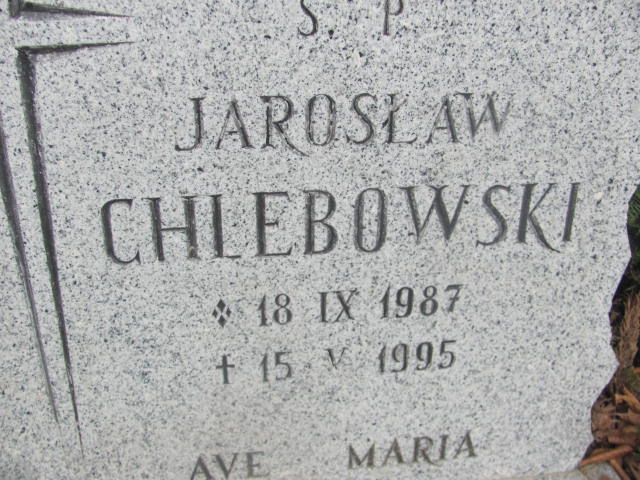 Ś. P
JAROSŁAW
CHLEBOWSKI
18 IX 1987
† 15 V 1995
AVE MARIA